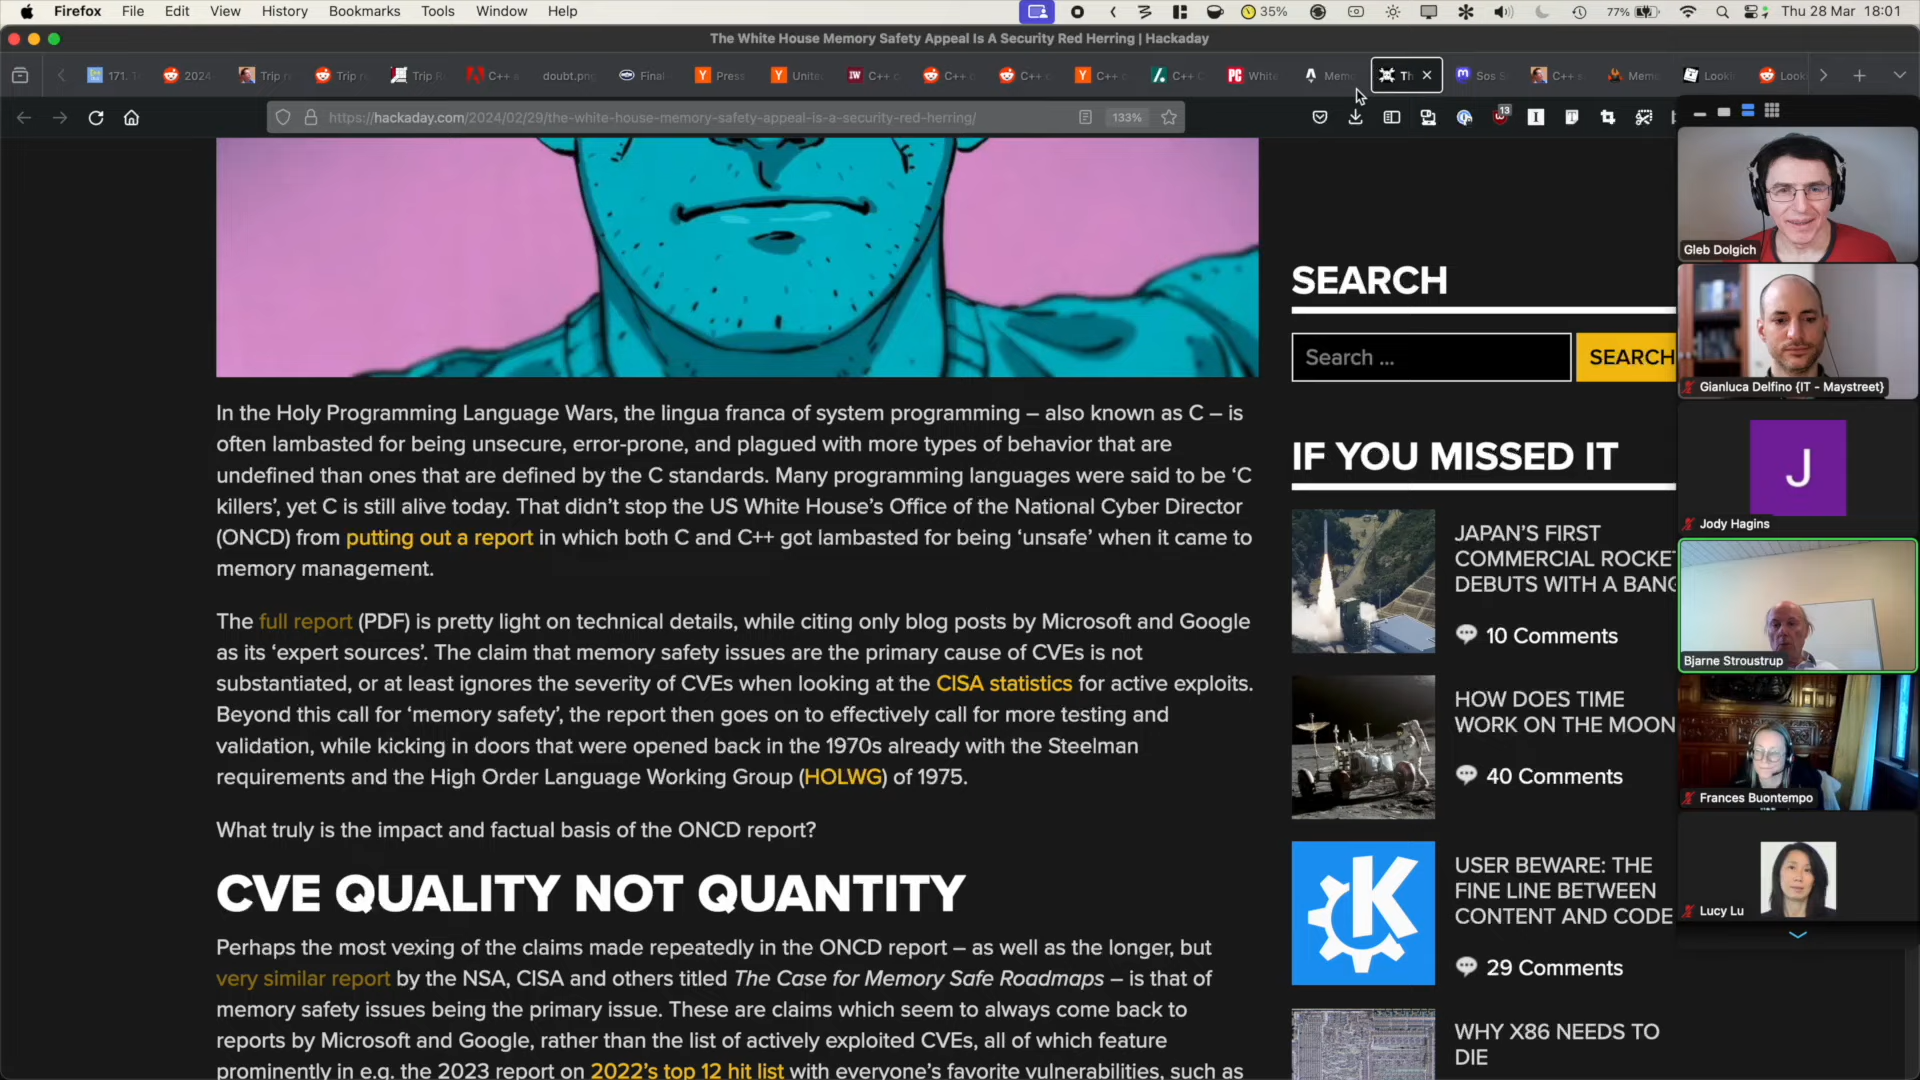 Firefox File Edit View History Bookmarks Tools Window Help
35%
77%
Thu 28 Mar 18:01
The White House Memory Safety Appeal Is A Security Red Herring | Hackaday
171. T
2024
Trip r
Trip re
Trip R
C++ a
doubt.png
Final
Press
Unite
C++ c
C++ c
C++ c
C++ c
C++ C
White
Memo
Th
Sos S
C++ s
Memo
Looki
Looki
https://hackaday.com/2024/02/29/the-white-house-memory-safety-appeal-is-a-security-red-herring/
133%
13
In the Holy Programming Language Wars, the lingua franca of system programming – also known as C – is
often lambasted for being unsecure, error-prone, and plagued with more types of behavior that are
undefined than ones that are defined by the C standards. Many programming languages were said to be ‘C
killers’, yet C is still alive today. That didn’t stop the US White House’s Office of the National Cyber Director
(ONCD) from putting out a report in which both C and C++ got lambasted for being ‘unsafe’ when it came to
memory management.
The full report (PDF) is pretty light on technical details, while citing only blog posts by Microsoft and Google
as its ‘expert sources’. The claim that memory safety issues are the primary cause of CVEs is not
substantiated, or at least ignores the severity of CVEs when looking at the CISA statistics for active exploits.
Beyond this call for ‘memory safety’, the report then goes on to effectively call for more testing and
validation, while kicking in doors that were opened back in the 1970s already with the Steelman
requirements and the High Order Language Working Group (HOLWG) of 1975.
What truly is the impact and factual basis of the ONCD report?
CVE QUALITY NOT QUANTITY
Perhaps the most vexing of the claims made repeatedly in the ONCD report – as well as the longer, but
very similar report by the NSA, CISA and others titled The Case for Memory Safe Roadmaps – is that of
memory safety issues being the primary issue. These are claims which seem to always come back to
reports by Microsoft and Google, rather than the list of actively exploited CVEs, all of which feature
prominently in e.g. the 2023 report on 2022’s top 12 hit list with everyone’s favorite vulnerabilities, such as
SEARCH
Search ...
SEARCH
IF YOU MISSED IT
JAPAN’S FIRST
COMMERCIAL ROCKE
DEBUTS WITH A BANG
10 Comments
HOW DOES TIME
WORK ON THE MOON
40 Comments
USER BEWARE: THE
FINE LINE BETWEEN
CONTENT AND CODE
29 Comments
WHY X86 NEEDS TO
DIE
Gleb Dolgich
Gianluca Delfino {IT - Maystreet}
J
Jody Hagins
Bjarne Stroustrup
Frances Buontempo
Lucy Lu